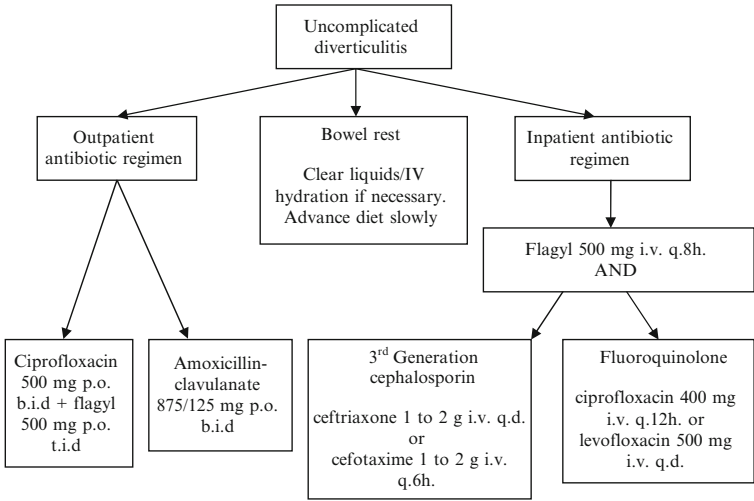 Uncomplicated
diverticulitis
Outpatient
antibiotic regimen
Bowel rest
Clear liquids/IV
hydration if necessary.
Advance diet slowly
Inpatient antibiotic
regimen
Flagyl 500 mg i.v. q.8h.
AND
Ciprofloxacin
500 mg p.o.
b.i.d + flagyl
500 mg p.o.
t.i.d
Amoxicillin-
clavulanate
875/125 mg p.o.
b.i.d
3rd Generation
cephalosporin
ceftriaxone 1 to 2 g i.v. q.d.
or
cefotaxime 1 to 2 g i.v.
q.6h.
Fluoroquinolone
ciprofloxacin 400 mg
i.v. q.12h. or
levofloxacin 500 mg
i.v. q.d.